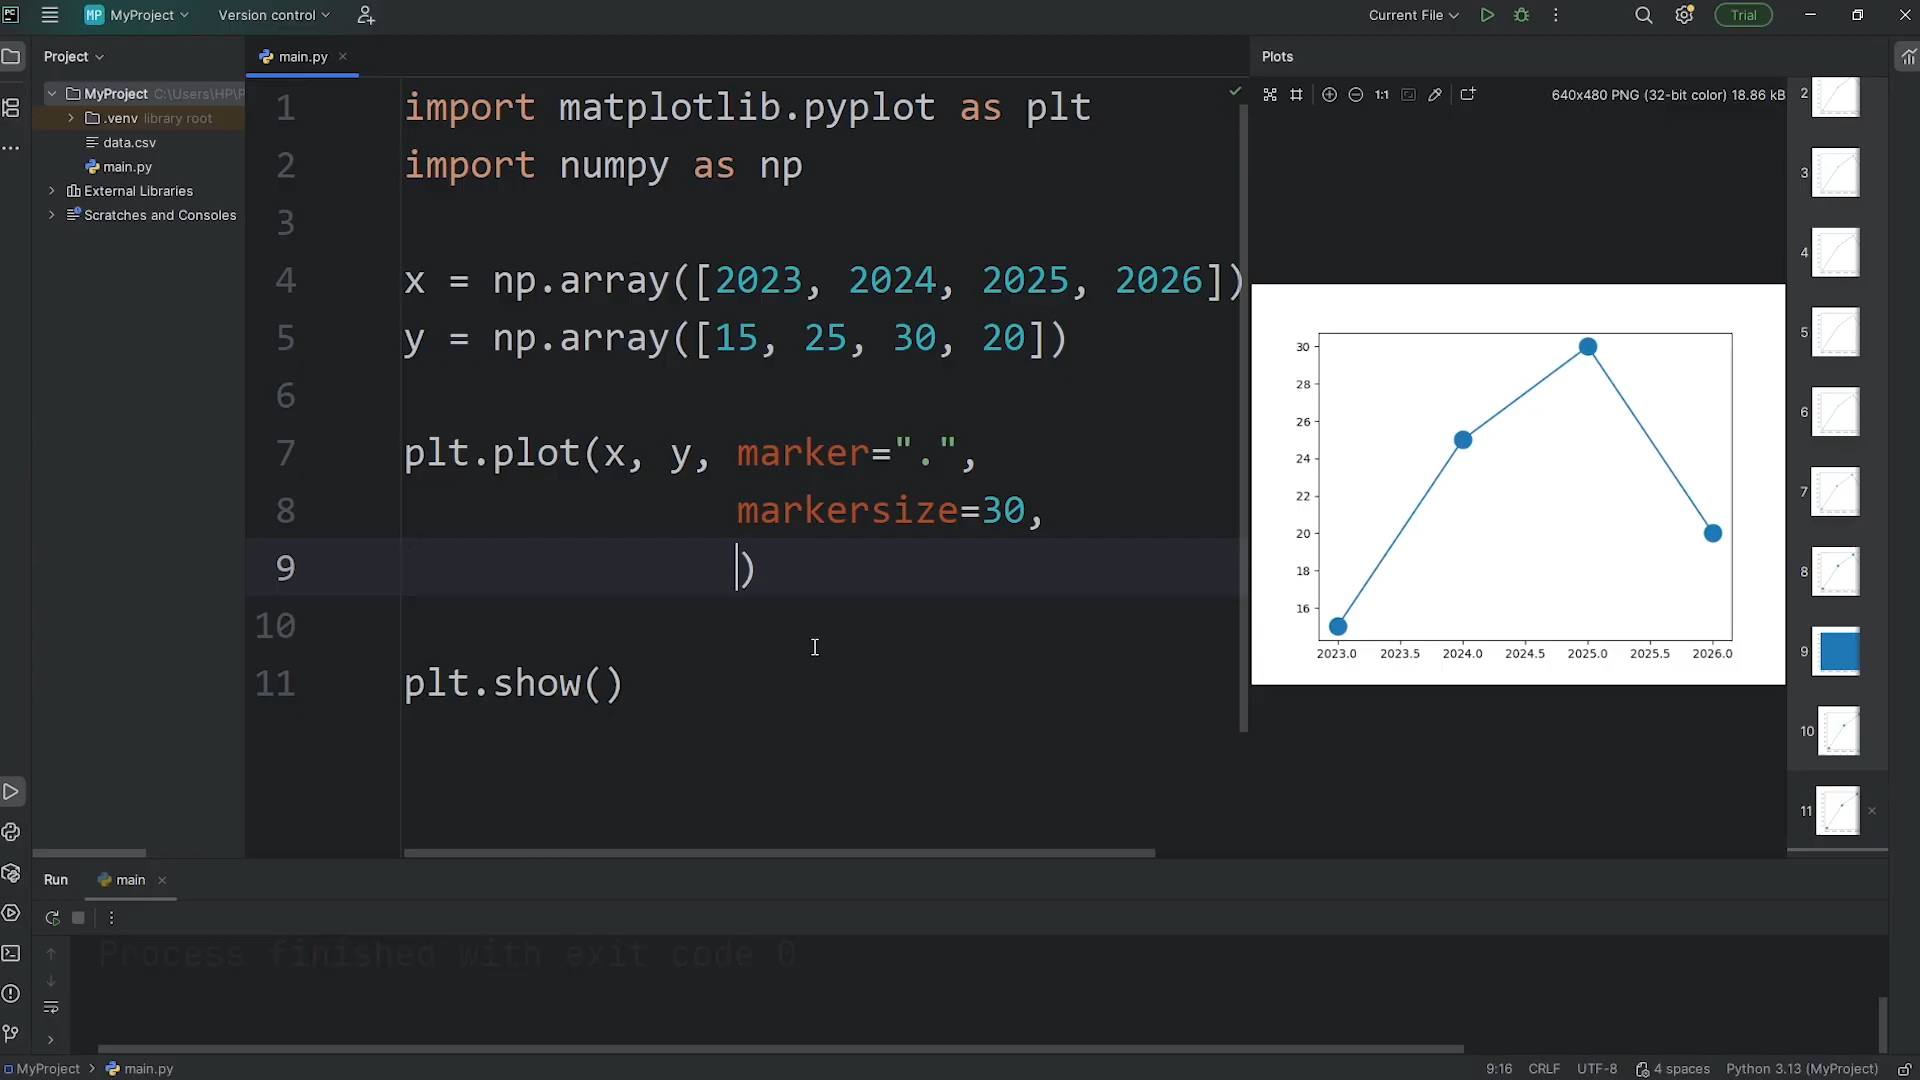 PC MP MyProject Version control Current File Trial
Project main.py Plots
MyProject C:\Users\HP\P
.venv library root
data.csv
main.py
External Libraries
Scratches and Consoles
1 import matplotlib.pyplot as plt
2 import numpy as np
3
4 x = np.array([2023, 2024, 2025, 2026])
5 y = np.array([15, 25, 30, 20])
6
7 plt.plot(x, y, marker=".",
8 markersize=30,
9 )
10
11 plt.show()
1:1 640x480 PNG (32-bit color) 18.86 kB
30
28
26
24
22
20
18
16
2023.0 2023.5 2024.0 2024.5 2025.0 2025.5 2026.0
2
3
4
5
6
7
8
9
10
11
Run main
Process finished with exit code 0
MyProject > main.py 9:16 CRLF UTF-8 4 spaces Python 3.13 (MyProject)